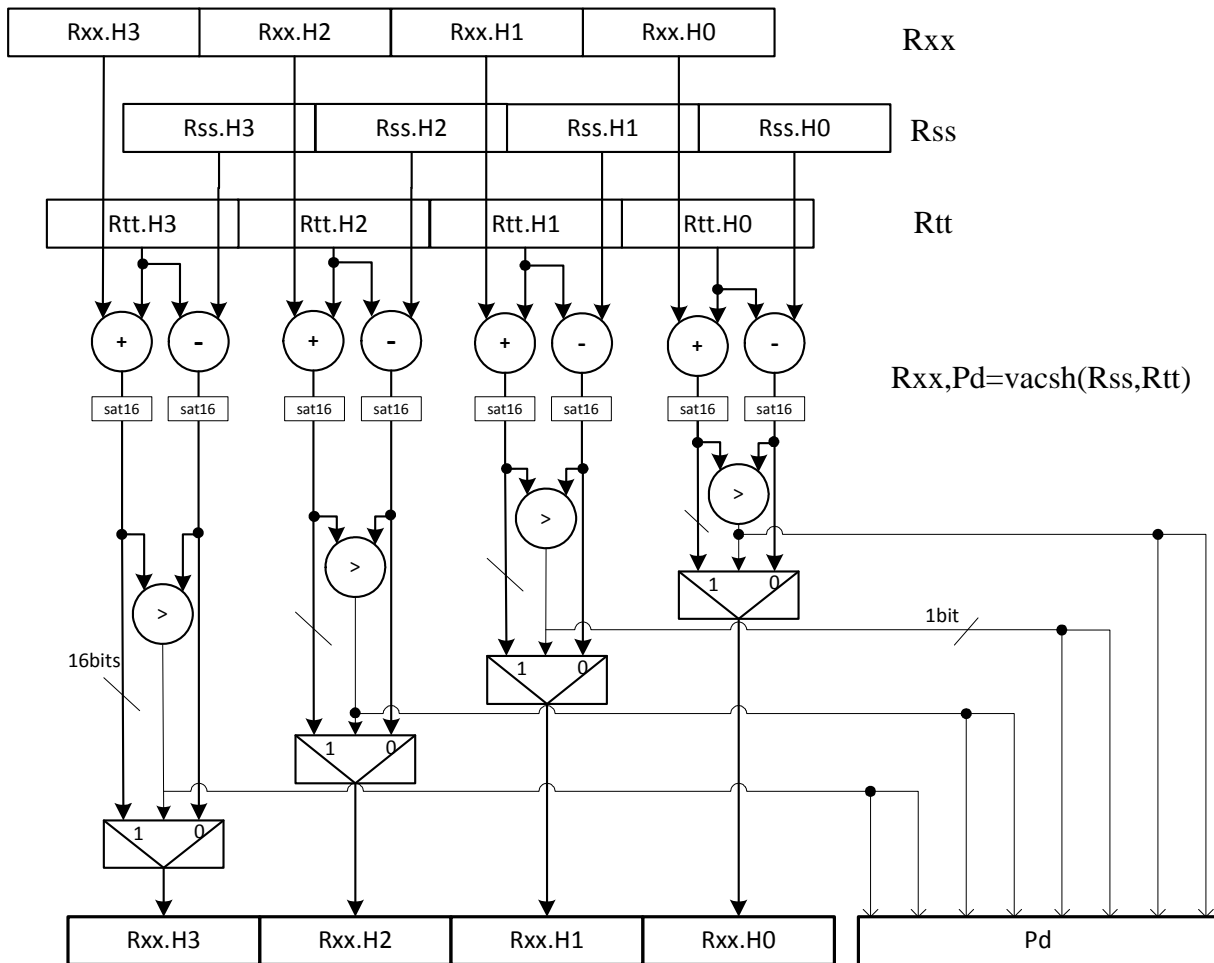 Rxx.H3 Rxx.H2 Rxx.H1 Rxx.H0 Rxx
Rss.H3 Rss.H2 Rss.H1 Rss.H0 Rss
Rtt.H3 Rtt.H2 Rtt.H1 Rtt.H0 Rtt
+ - + - + - + -
Rxx,Pd=vacsh(Rss,Rtt)
sat16 sat16 sat16 sat16 sat16 sat16 sat16 sat16
>
>
>
1 0
>
1bit
16bits
1 0
1 0
1 0
Rxx.H3 Rxx.H2 Rxx.H1 Rxx.H0 Pd